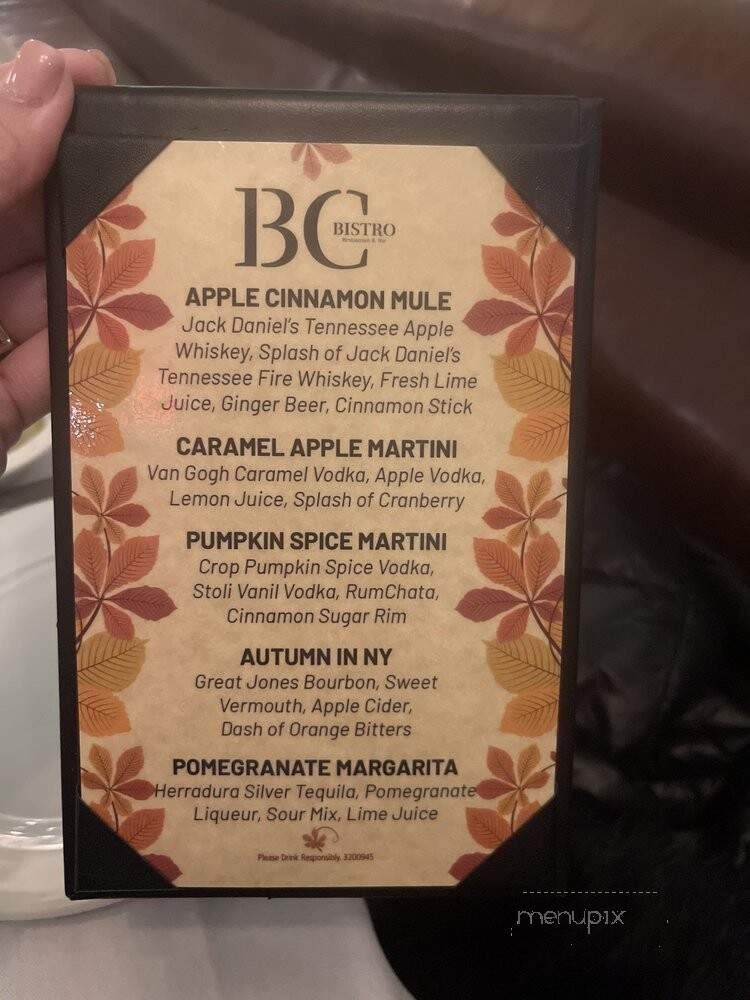 BC BISTRO
Restaurant & Bar
APPLE CINNAMON MULE
Jack Daniel's Tennessee Apple
Whiskey, Splash of Jack Daniel's
Tennessee Fire Whiskey, Fresh Lime
Juice, Ginger Beer, Cinnamon Stick
CARAMEL APPLE MARTINI
Van Gogh Caramel Vodka, Apple Vodka,
Lemon Juice, Splash of Cranberry
PUMPKIN SPICE MARTINI
Crop Pumpkin Spice Vodka,
Stoli Vanil Vodka, RumChata,
Cinnamon Sugar Rim
AUTUMN IN NY
Great Jones Bourbon, Sweet
Vermouth, Apple Cider,
Dash of Orange Bitters
POMEGRANATE MARGARITA
Herradura Silver Tequila, Pomegranate
Liqueur, Sour Mix, Lime Juice
Please Drink Responsibly. 3200945
menupix